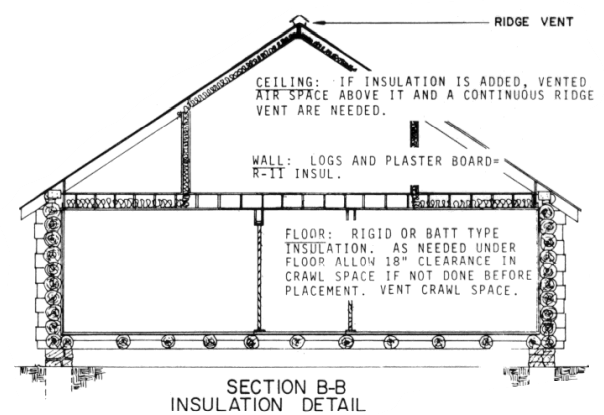 RIDGE VENT
CEILING: IF INSULATION IS ADDED, VENTED
AIR SPACE ABOVE IT AND A CONTINUOUS RIDGE
VENT ARE NEEDED.
WALL: LOGS AND PLASTER BOARD=
R-11 INSUL.
FLOOR: RIGID OR BATT TYPE
INSULATION. AS NEEDED UNDER
FLOOR ALLOW 18" CLEARANCE IN
CRAWL SPACE IF NOT DONE BEFORE
PLACEMENT. VENT CRAWL SPACE.
SECTION B-B
INSULATION DETAIL